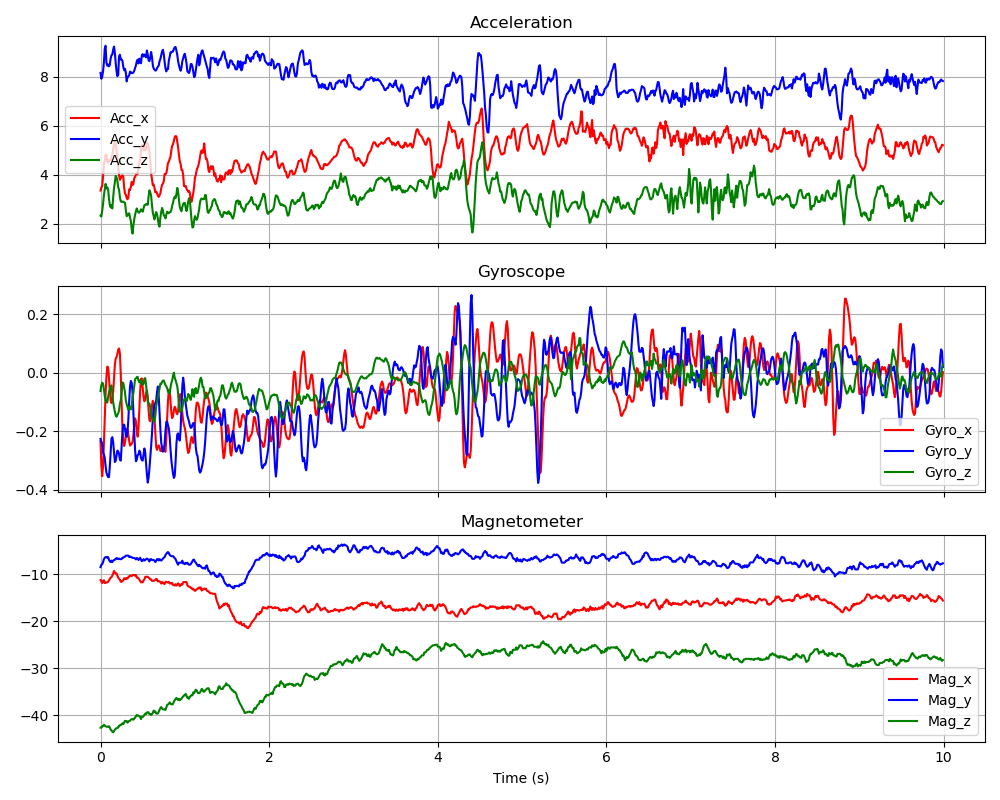 Acceleration
8
6
4
2
Acc_x
Acc_y
Acc_z
Gyroscope
0.2
0.0
−0.2
−0.4
Gyro_x
Gyro_y
Gyro_z
Magnetometer
−10
−20
−30
−40
Mag_x
Mag_y
Mag_z
0 2 4 6 8 10
Time (s)